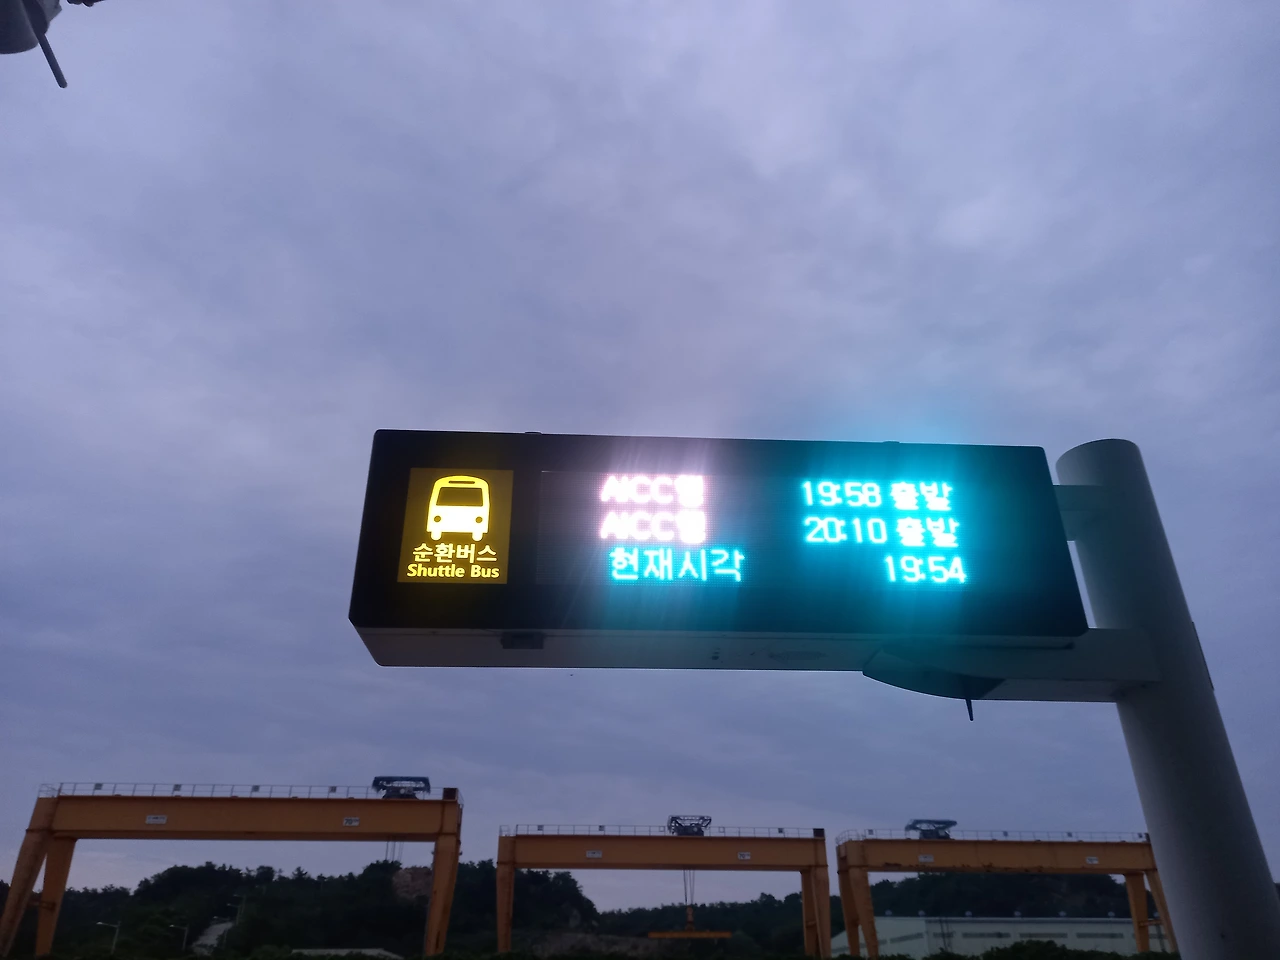 순환버스
Shuttle Bus
AICC행 19:58 출발
AICC행 20:10 출발
현재시각 19:54